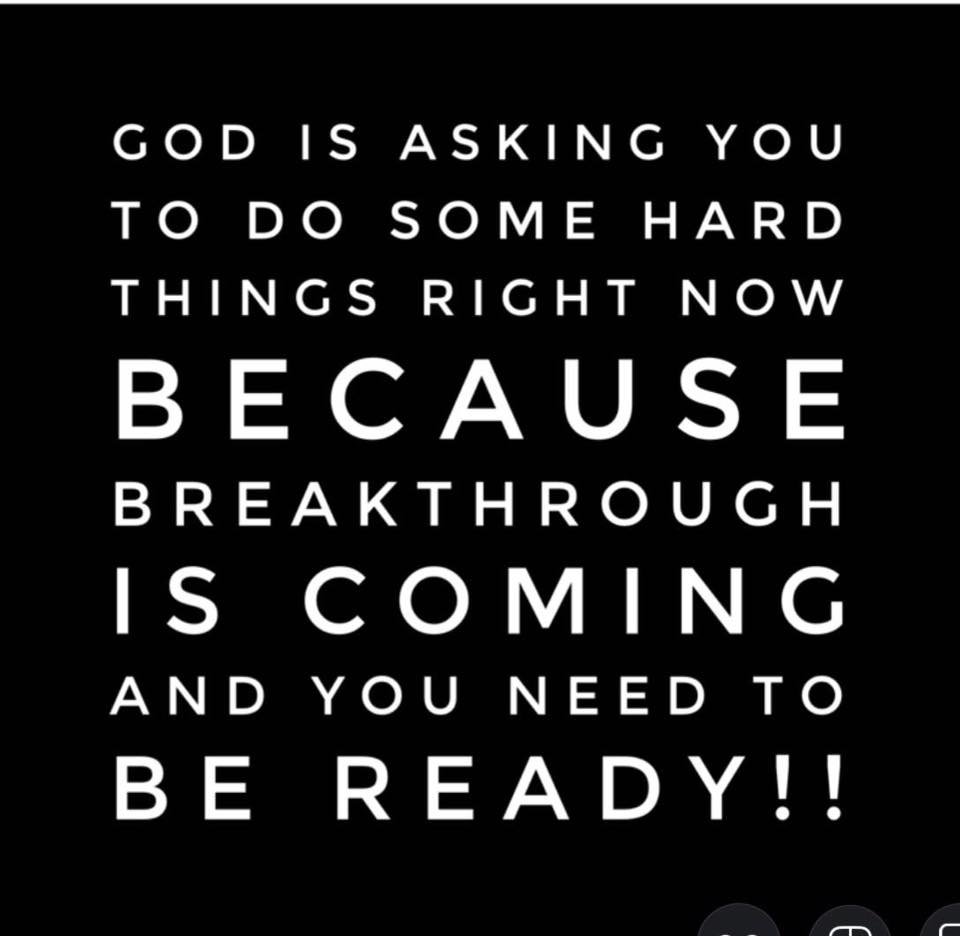 GOD IS ASKING YOU
TO DO SOME HARD
THINGS RIGHT NOW
BECAUSE
BREAKTHROUGH
IS COMING
AND YOU NEED TO
BE READY!!